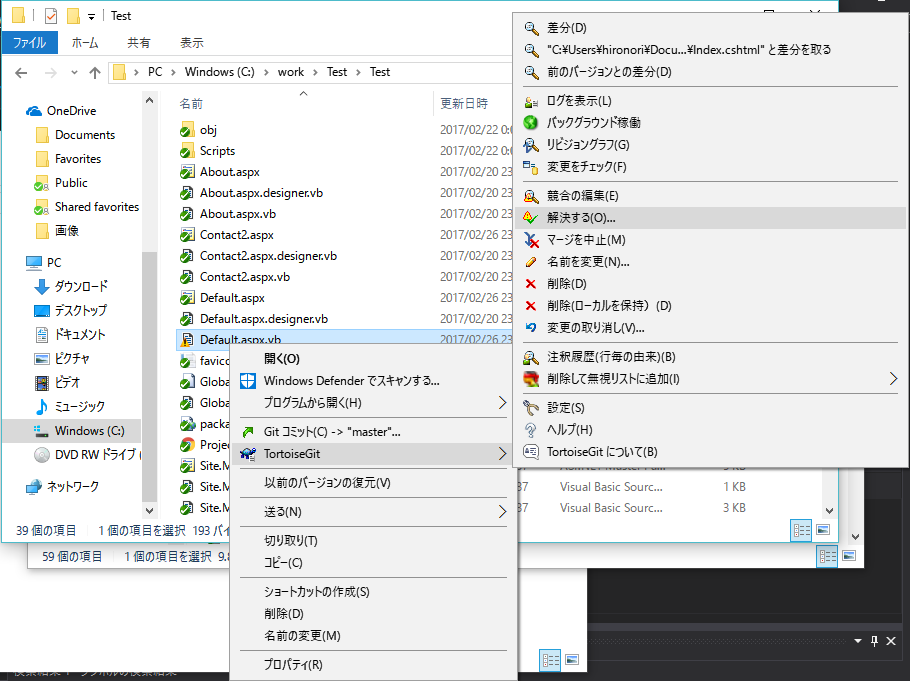 Test
ファイル ホーム 共有 表示
PC Windows (C:) work Test Test
名前 更新日時
OneDrive
Documents
Favorites
Public
Shared favorites
画像
PC
ダウンロード
デスクトップ
ドキュメント
ピクチャ
ビデオ
ミュージック
Windows (C:)
DVD RW ドライブ (
ネットワーク
obj 2017/02/22 0:0
Scripts 2017/02/22 0:0
About.aspx 2017/02/20 23
About.aspx.designer.vb 2017/02/20 23
About.aspx.vb 2017/02/20 23
Contact2.aspx 2017/02/26 23
Contact2.aspx.designer.vb 2017/02/26 23
Contact2.aspx.vb 2017/02/20 23
Default.aspx 2017/02/26 23
Default.aspx.designer.vb 2017/02/20 23
Default.aspx.vb 2017/02/26 23
favico
Globa
Globa
packa
Projec
Site.M
Site.M
Site.M
39 個の項目 1 個の項目を選択 193 バイ
59 個の項目 1 個の項目を選択 9.8
開く(O)
Windows Defender でスキャンする...
プログラムから開く(H)
Git コミット(C) -> "master"...
TortoiseGit
以前のバージョンの復元(V)
送る(N)
切り取り(T)
コピー(C)
ショートカットの作成(S)
削除(D)
名前の変更(M)
プロパティ(R)
差分(D)
"C:¥Users¥hironori¥Docu...¥Index.cshtml" と差分を取る
前のバージョンとの差分(D)
ログを表示(L)
バックグラウンド稼働
リビジョングラフ(G)
変更をチェック(F)
競合の編集(E)
解決する(O)...
マージを中止(M)
名前を変更(N)...
削除(D)
削除(ローカルを保持) (D)
変更の取り消し(V)...
注釈履歴(行毎の由来)(B)
削除して無視リストに追加(I)
設定(S)
ヘルプ(H)
TortoiseGit について(B)
37 Visual Basic Sourc... 1 KB
37 Visual Basic Sourc... 3 KB